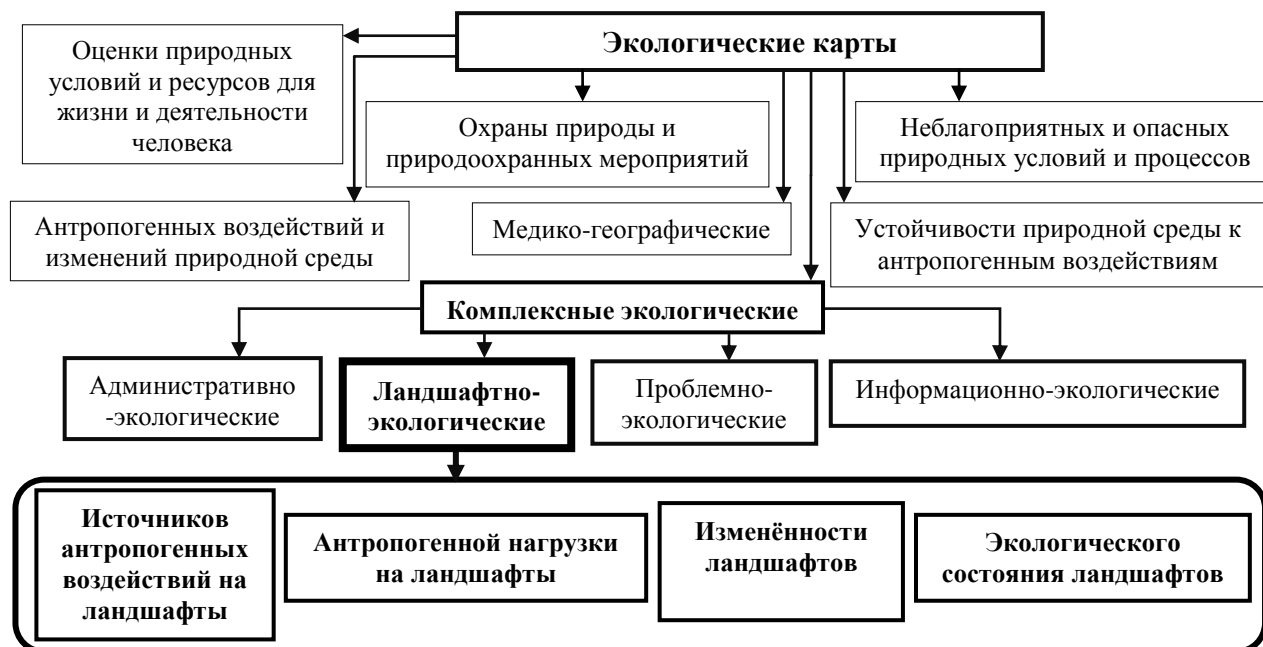 Экологические карты
Оценки природных
условий и ресурсов для
жизни и деятельности
человека
Охраны природы и
природоохранных мероприятий
Неблагоприятных и опасных
природных условий и процессов
Антропогенных воздействий и
изменений природной среды
Медико-географические
Устойчивости природной среды к
антропогенным воздействиям
Комплексные экологические
Административно
-экологические
Ландшафтно-
экологические
Проблемно-
экологические
Информационно-экологические
Источников
антропогенных
воздействий на
ландшафты
Антропогенной нагрузки
на ландшафты
Изменённости
ландшафтов
Экологического
состояния ландшафтов